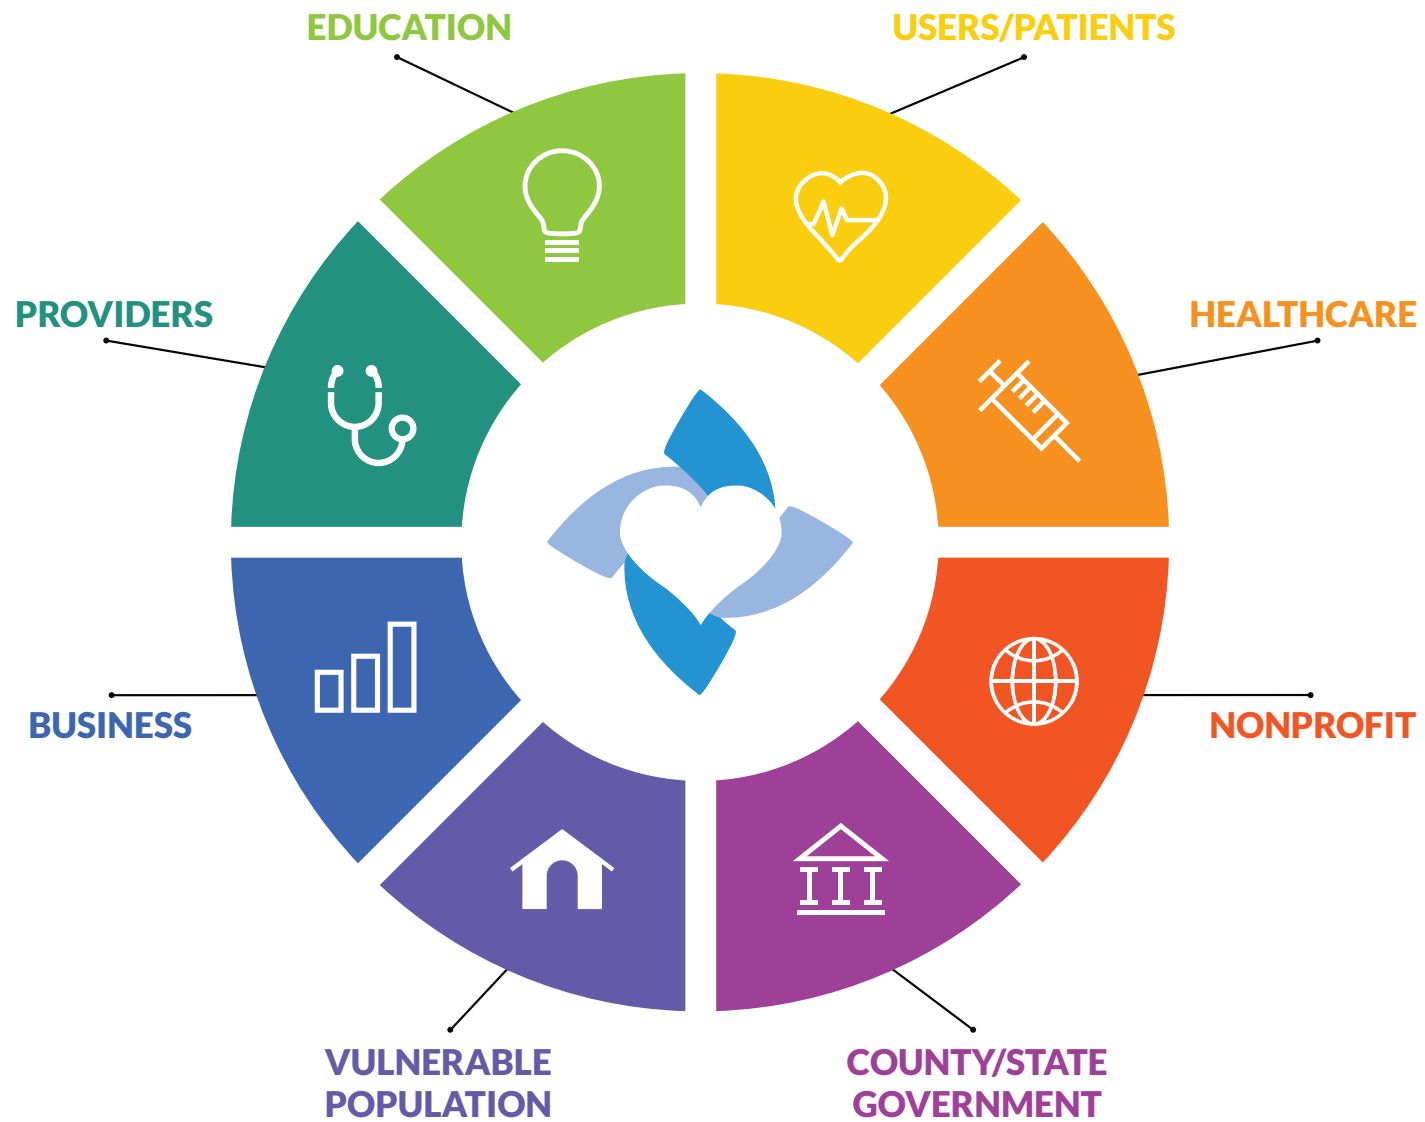 EDUCATION
USERS/PATIENTS
PROVIDERS
HEALTHCARE
BUSINESS
NONPROFIT
VULNERABLE
POPULATION
COUNTY/STATE
GOVERNMENT